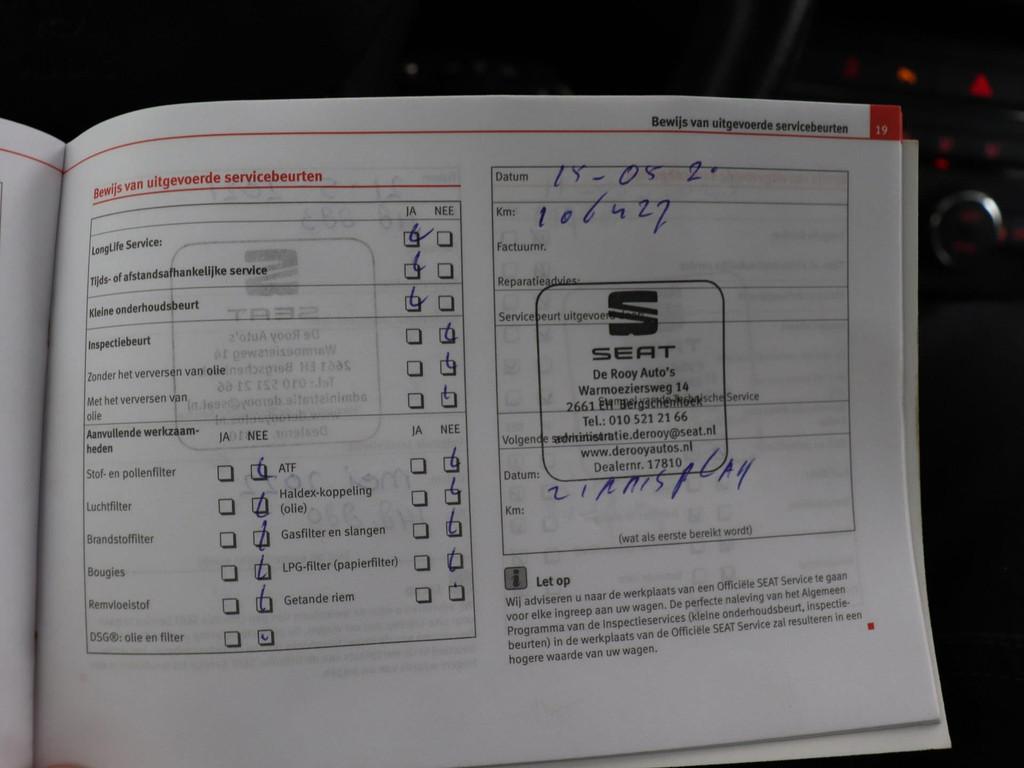 Bewijs van uitgevoerde servicebeurten 19
Bewijs van uitgevoerde servicebeurten
JA NEE
LongLife Service:
Tijds- of afstandsafhankelijke service
Kleine onderhoudsbeurt
Inspectiebeurt
Zonder het verversen van olie
Met het verversen van
olie
Aanvullende werkzaam-
heden
JA NEE
JA NEE
Stof- en pollenfilter
ATF
Luchtfilter
Haldex-koppeling
(olie)
Brandstoffilter
Gasfilter en slangen
Bougies
LPG-filter (papierfilter)
Remvloeistof
Getande riem
DSG®: olie en filter
Datum 15-05 2.
Km: 106427
Factuurnr.
Reparatieadvies:
Servicebeurt uitgevoerd
SEAT
De Rooy Auto's
Warmoeziersweg 14
2661 EH Bergschenhoek
Stempel van de Technische Service
Tel.: 010 521 21 66
Volgende
administratie.derooy@seat.nl
www.derooyautos.nl
Dealernr. 17810
Datum:
Km:
(wat als eerste bereikt wordt)
i Let op
Wij adviseren u naar de werkplaats van een Officiële SEAT Service te gaan
voor elke ingreep aan uw wagen. De perfecte naleving van het Algemeen
Programma van de Inspectieservices (kleine onderhoudsbeurt, inspectie-
beurten) in de werkplaats van de Officiële SEAT Service zal resulteren in een
hogere waarde van uw wagen.